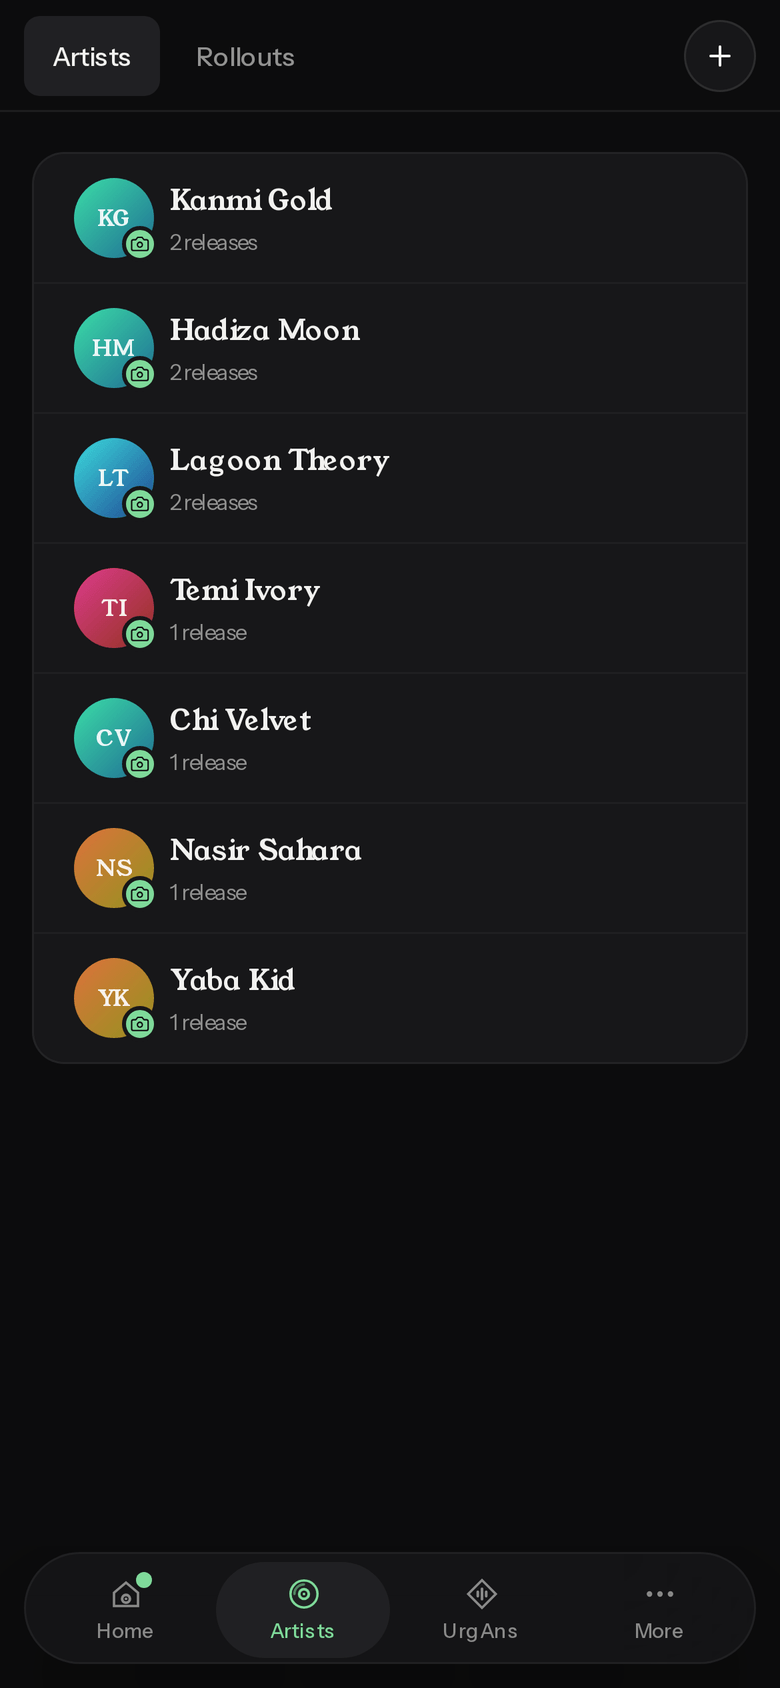 Artists Rollouts
KG Kanmi Gold
2 releases
HM Hadiza Moon
2 releases
LT Lagoon Theory
2 releases
TI Temi Ivory
1 release
CV Chi Velvet
1 release
NS Nasir Sahara
1 release
YK Yaba Kid
1 release
Home Artists UrgAns More